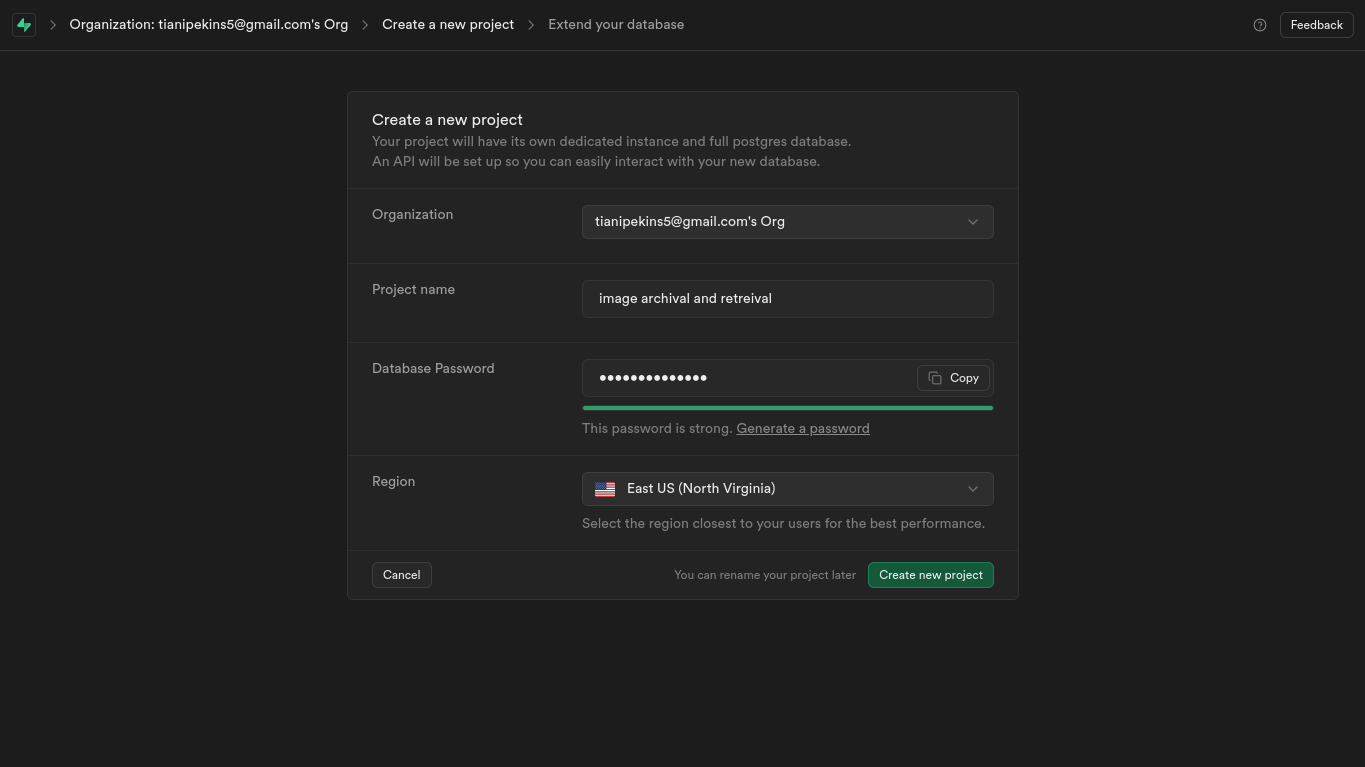 Organization: tianipekins5@gmail.com's Org
Create a new project
Extend your database
Feedback
Create a new project
Your project will have its own dedicated instance and full postgres database.
An API will be set up so you can easily interact with your new database.
Organization
tianipekins5@gmail.com's Org
Project name
image archival and retreival
Database Password
••••••••••••••
Copy
This password is strong. Generate a password
Region
East US (North Virginia)
Select the region closest to your users for the best performance.
Cancel
You can rename your project later
Create new project